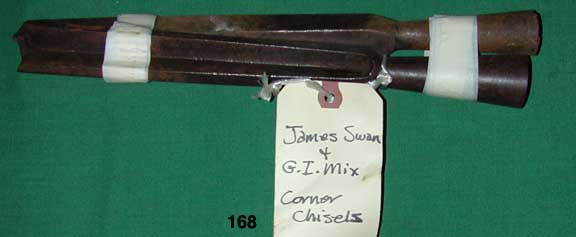 James Swan
&
G.I. Mix
Corner
Chisels
168